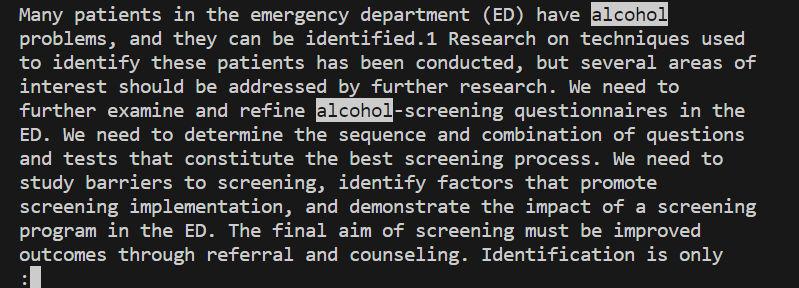 Many patients in the emergency department (ED) have alcohol
problems, and they can be identified.1 Research on techniques used
to identify these patients has been conducted, but several areas of
interest should be addressed by further research. We need to
further examine and refine alcohol-screening questionnaires in the
ED. We need to determine the sequence and combination of questions
and tests that constitute the best screening process. We need to
study barriers to screening, identify factors that promote
screening implementation, and demonstrate the impact of a screening
program in the ED. The final aim of screening must be improved
outcomes through referral and counseling. Identification is only
: